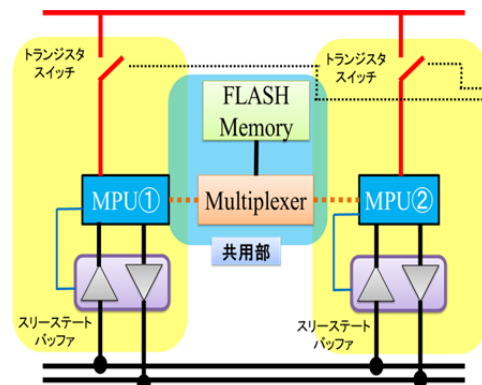 トランジスタ
スイッチ
トランジスタ
スイッチ
FLASH
Memory
MPU①
Multiplexer
MPU②
共用部
スリーステート
バッファ
スリーステート
バッファ